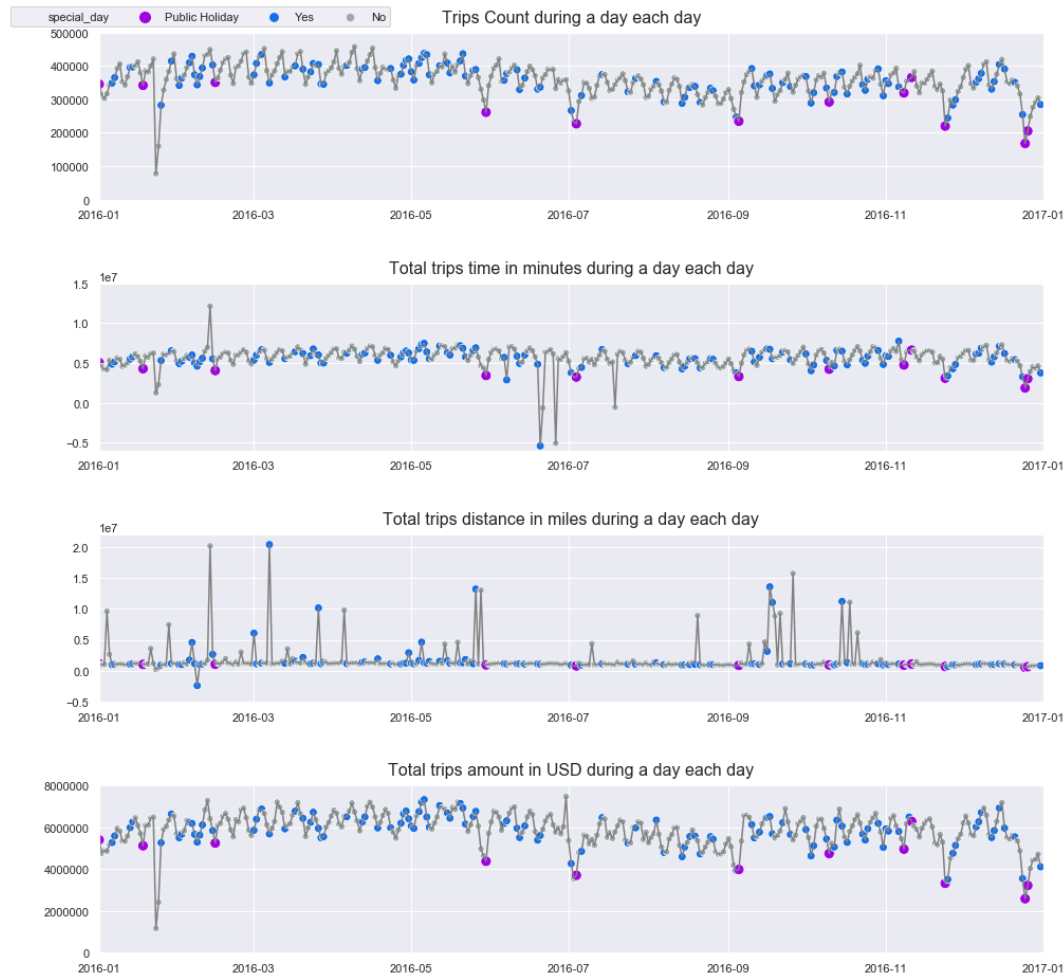 special_day Public Holiday Yes No
Trips Count during a day each day
500000
400000
300000
200000
100000
0
2016-01 2016-03 2016-05 2016-07 2016-09 2016-11 2017-01
Total trips time in minutes during a day each day
1e7
1.5
1.0
0.5
0.0
−0.5
2016-01 2016-03 2016-05 2016-07 2016-09 2016-11 2017-01
Total trips distance in miles during a day each day
1e7
2.0
1.5
1.0
0.5
0.0
−0.5
2016-01 2016-03 2016-05 2016-07 2016-09 2016-11 2017-01
Total trips amount in USD during a day each day
8000000
6000000
4000000
2000000
0
2016-01 2016-03 2016-05 2016-07 2016-09 2016-11 2017-01